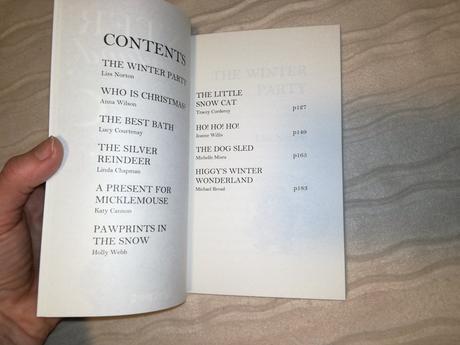 CONTENTS
THE WINTER PARTY
Liss Norton
WHO IS CHRISTMAS?
Anna Wilson
THE BEST BATH
Lucy Courtenay
THE SILVER
REINDEER
Linda Chapman
A PRESENT FOR
MICKLEMOUSE
Katy Cannon
PAWPRINTS IN
THE SNOW
Holly Webb
THE LITTLE
SNOW CAT
Tracey Corderoy
p127
HO! HO! HO!
Jeanne Willis
p149
THE DOG SLED
Michelle Misra
p163
HIGGY'S WINTER
WONDERLAND
Michael Broad
p183
THE WINTER
PARTY